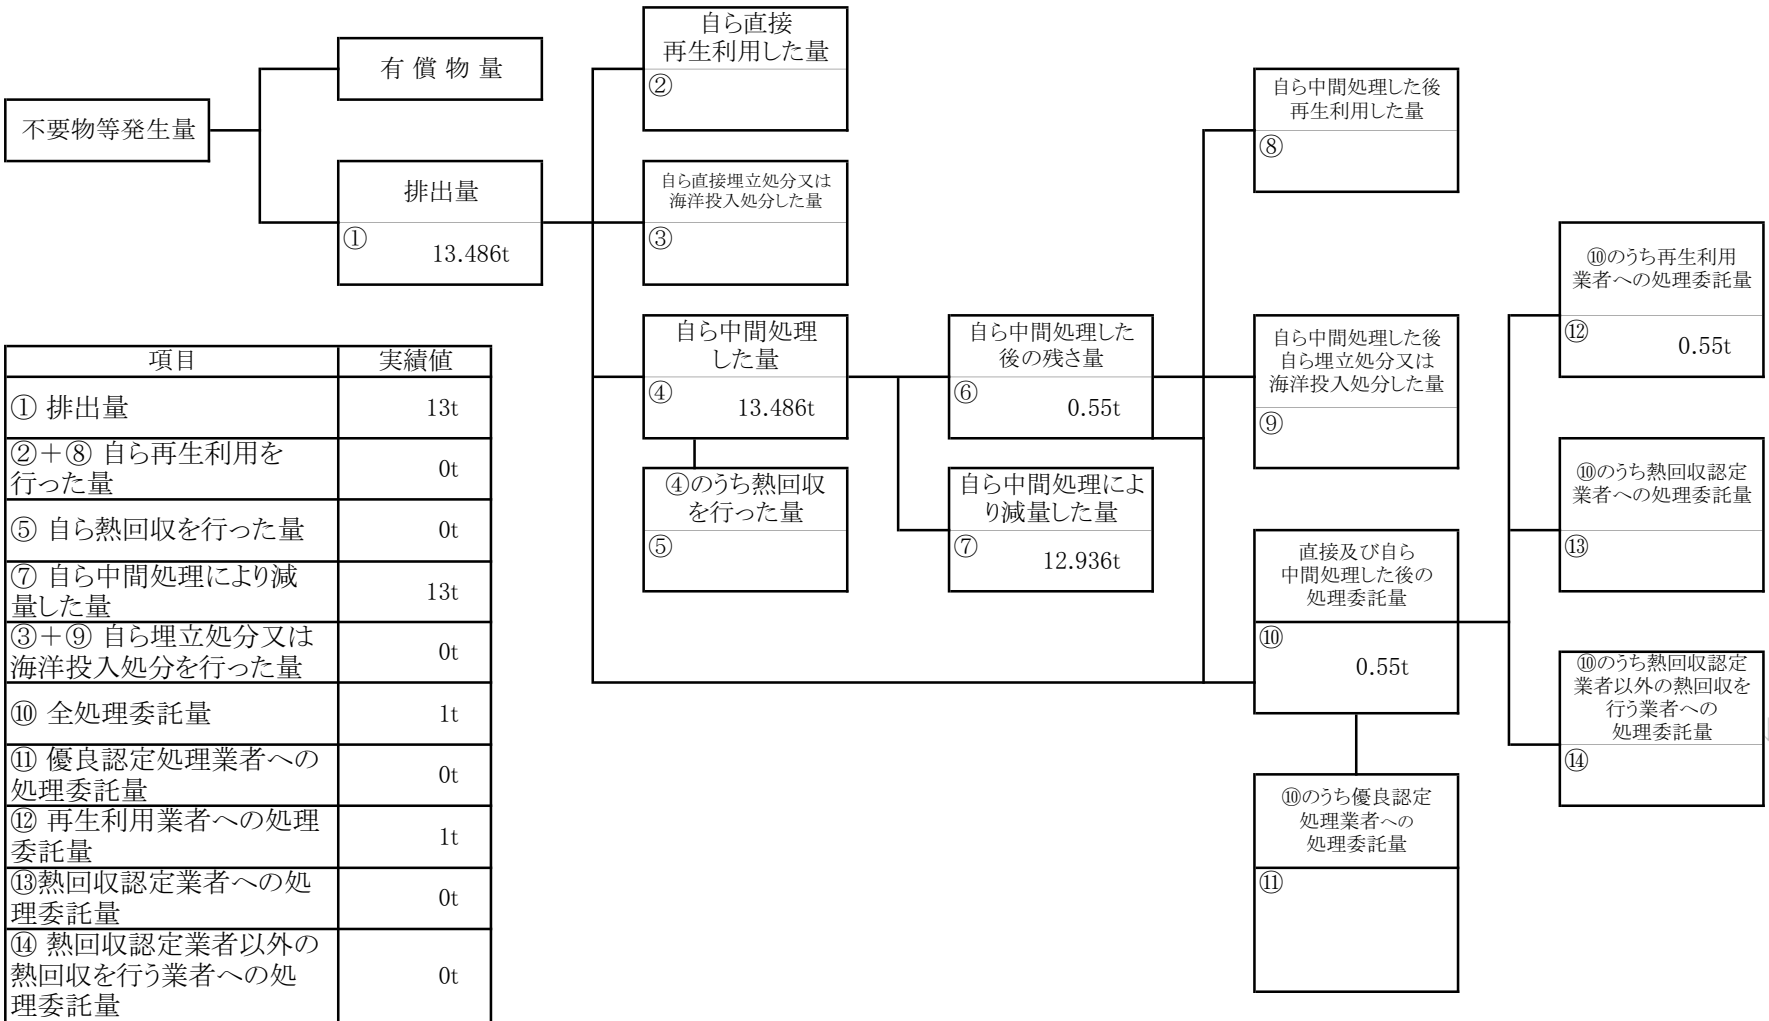 不要物等発生量
有 償 物 量
排出量
①
13.486t
自ら直接
再生利用した量
②
自ら直接埋立処分又は
海洋投入処分した量
③
自ら中間処理
した量
④
13.486t
④のうち熱回収
を行った量
⑤
自ら中間処理した
後の残さ量
⑥
0.55t
自ら中間処理によ
り減量した量
⑦
12.936t
自ら中間処理した後
再生利用した量
⑧
自ら中間処理した後
自ら埋立処分又は
海洋投入処分した量
⑨
直接及び自ら
中間処理した後の
処理委託量
⑩
0.55t
⑩のうち優良認定
処理業者への
処理委託量
⑪
⑩のうち再生利用
業者への処理委託量
⑫
0.55t
⑩のうち熱回収認定
業者への処理委託量
⑬
⑩のうち熱回収認定
業者以外の熱回収を
行う業者への
処理委託量
⑭
項目 実績値
① 排出量 13t
②＋⑧ 自ら再生利用を
行った量 0t
⑤ 自ら熱回収を行った量 0t
⑦ 自ら中間処理により減
量した量 13t
③＋⑨ 自ら埋立処分又は
海洋投入処分を行った量 0t
⑩ 全処理委託量 1t
⑪ 優良認定処理業者への
処理委託量 0t
⑫ 再生利用業者への処理
委託量 1t
⑬熱回収認定業者への処
理委託量 0t
⑭ 熱回収認定業者以外の
熱回収を行う業者への処
理委託量 0t